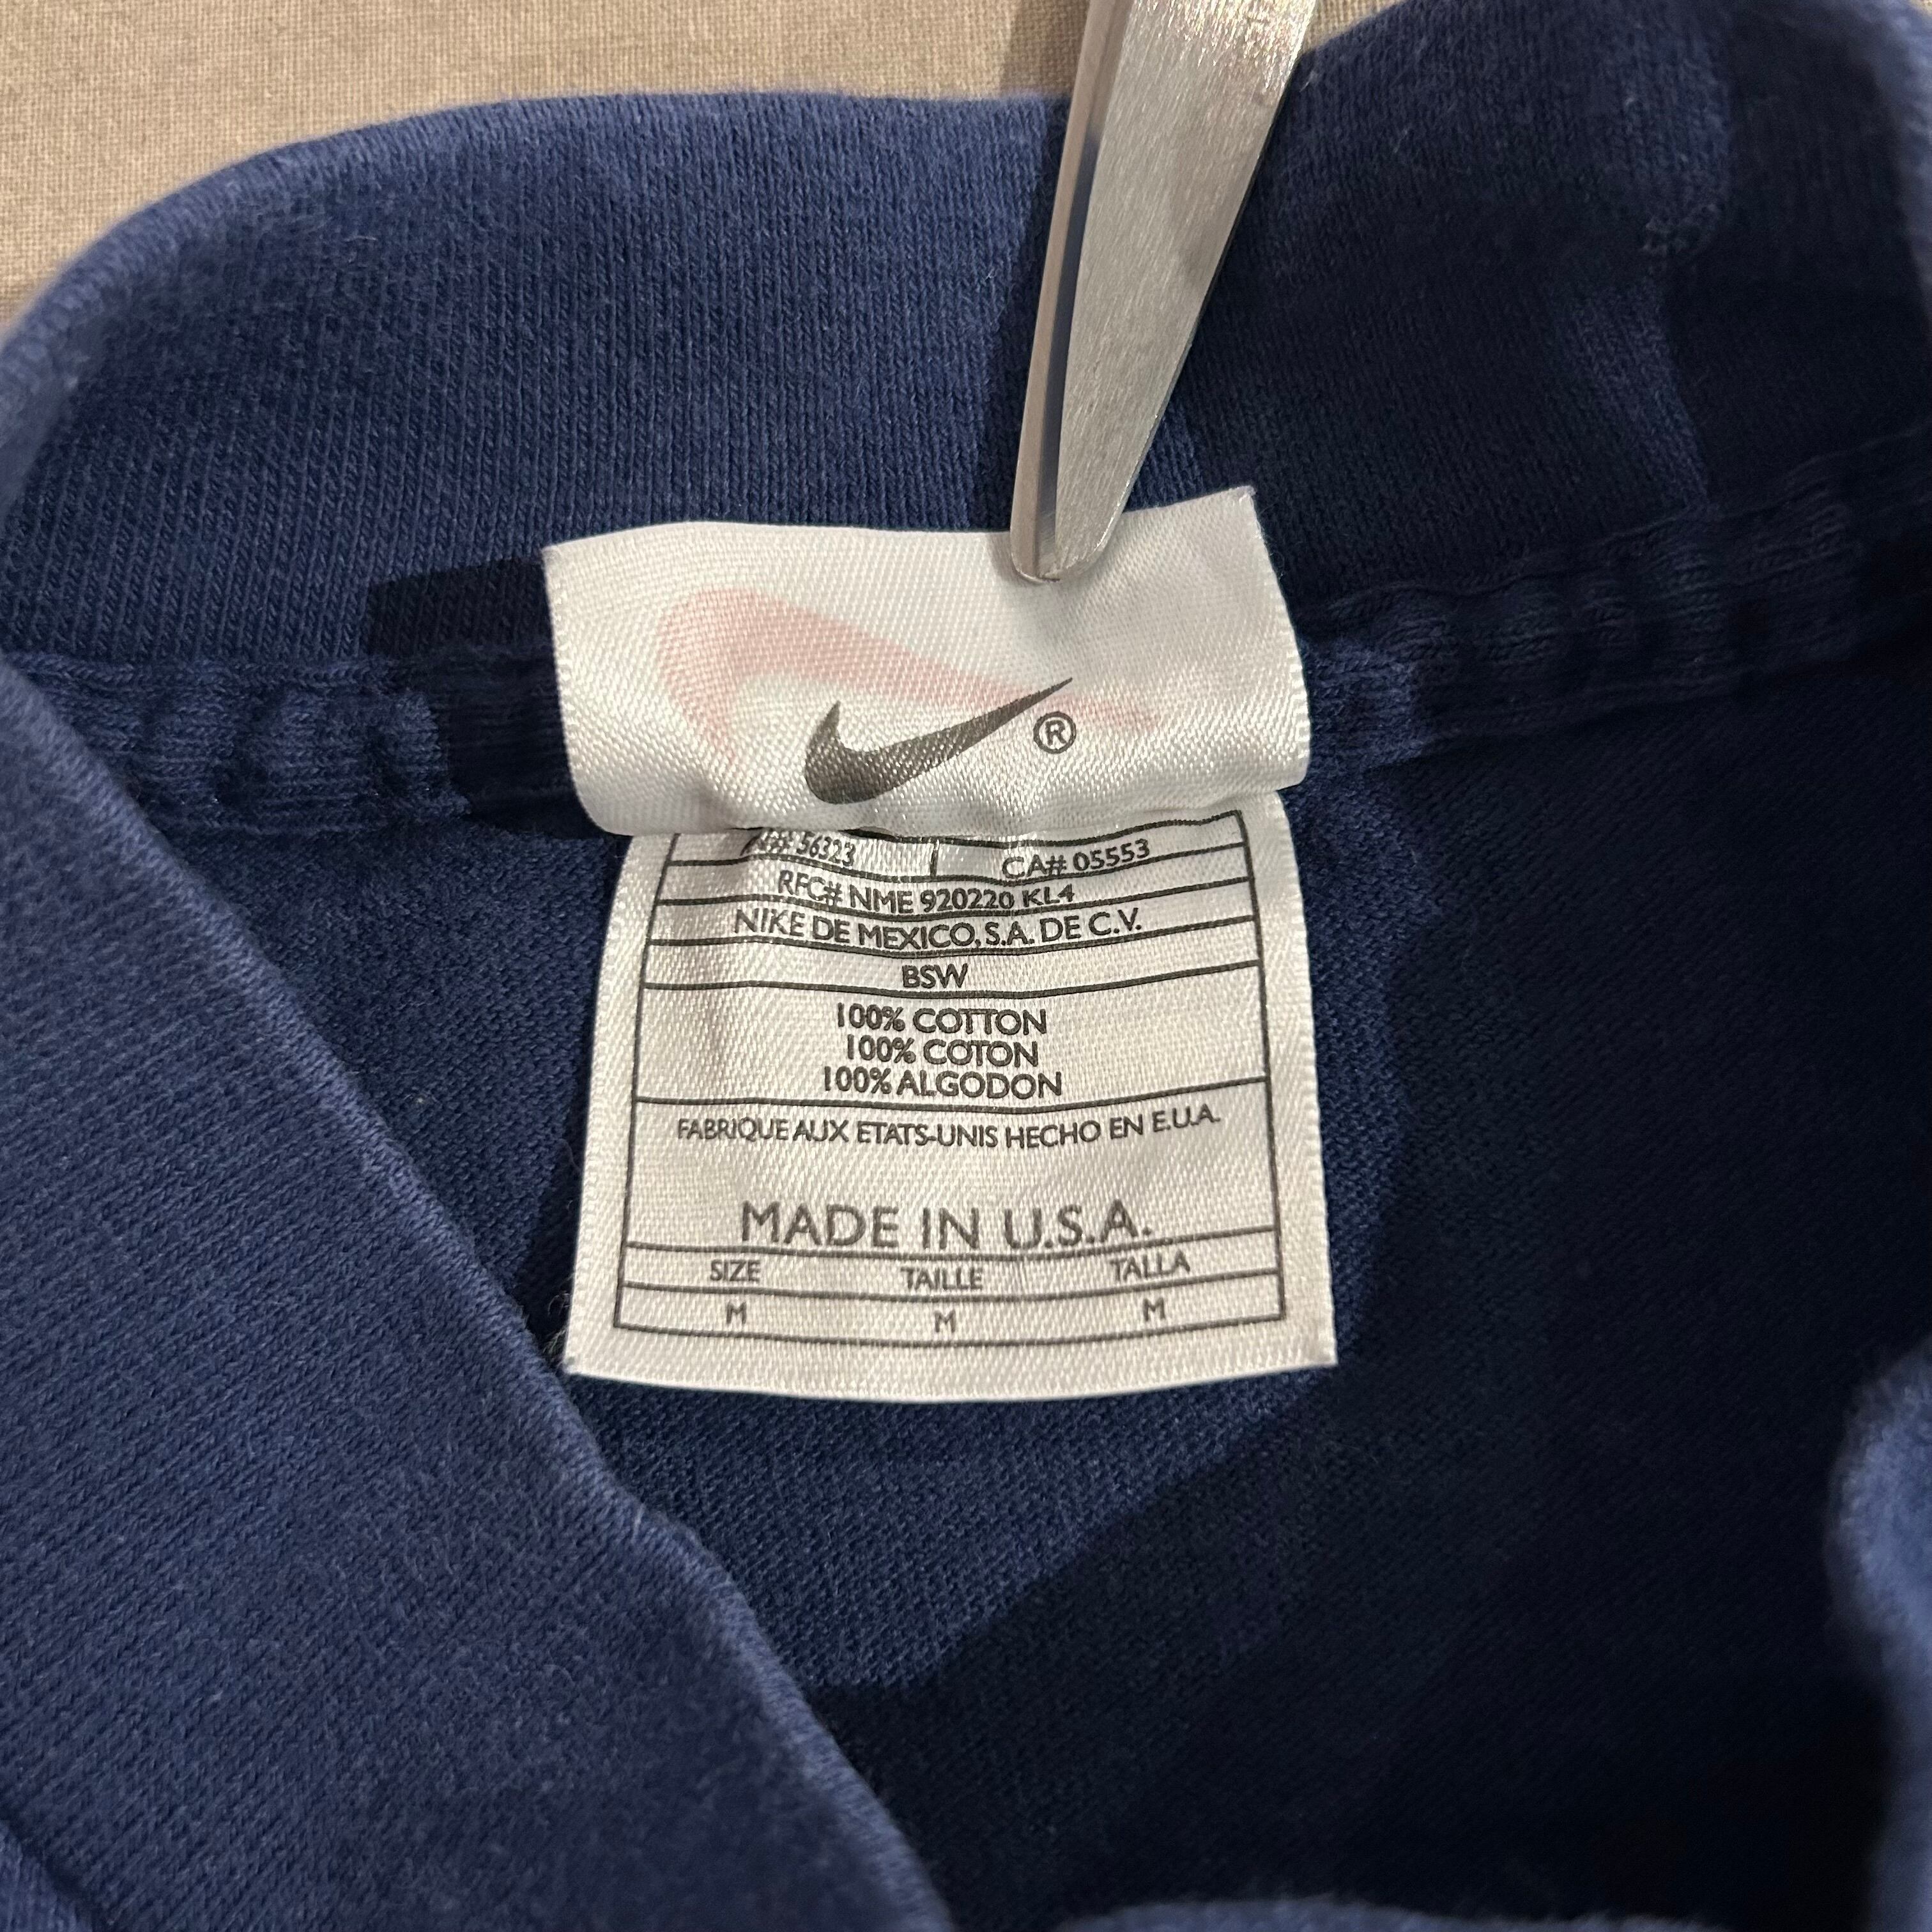 ®
56323 CA# 05553
RFC# NME 920220 KL4
NIKE DE MEXICO, S.A. DE C.V.
BSW
100% COTTON
100% COTON
100% ALGODON
FABRIQUE AUX ETATS-UNIS HECHO EN E.U.A.
MADE IN U.S.A.
SIZE TAILLE TALLA
M M M